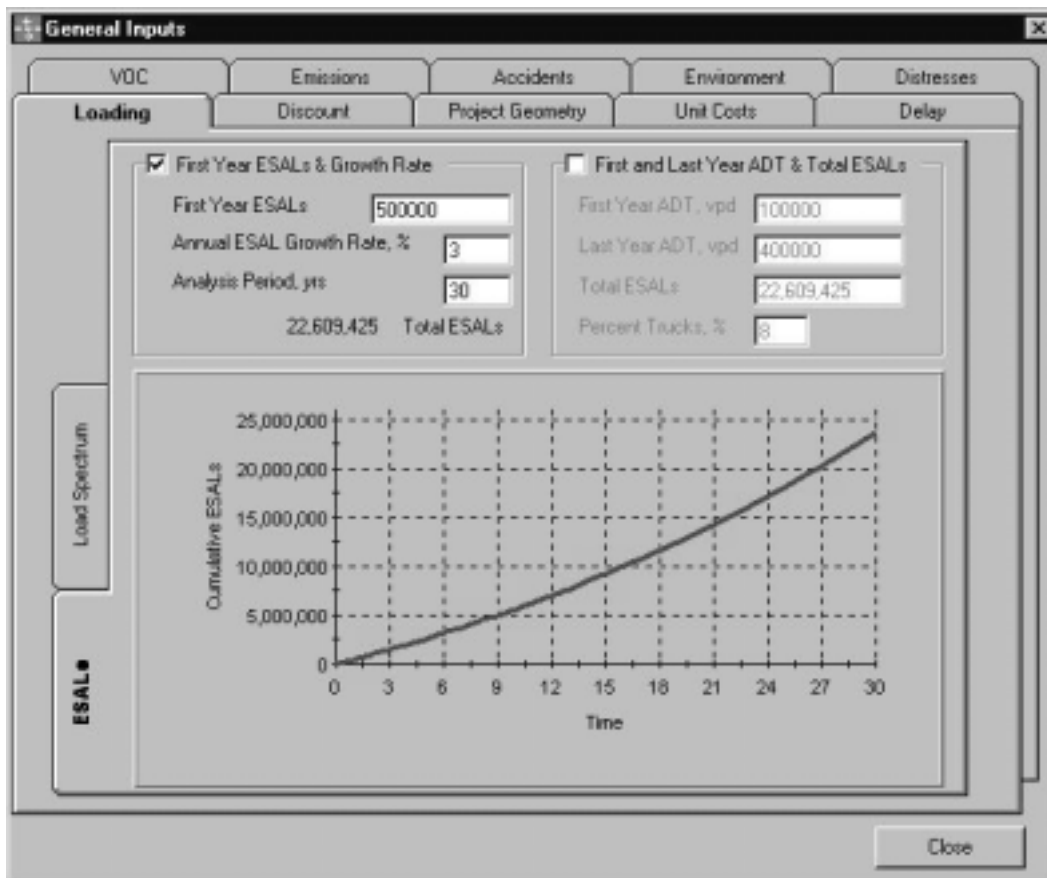 General Inputs
VOC Emissions Accidents Environment Distresses
Loading Discount Project Geometry Unit Costs Delay
First Year ESALs & Growth Rate
First Year ESALs 500000
Annual ESAL Growth Rate, % 3
Analysis Period, yrs 30
22,609,425 Total ESALs
First and Last Year ADT & Total ESALs
First Year ADT, vpd 100000
Last Year ADT, vpd 400000
Total ESALs 22,609,425
Percent Trucks, % 8
Load Spectrum
ESALs
Cumulative ESALs
25,000,000
20,000,000
15,000,000
10,000,000
5,000,000
0
0 3 6 9 12 15 18 21 24 27 30
Time
Close